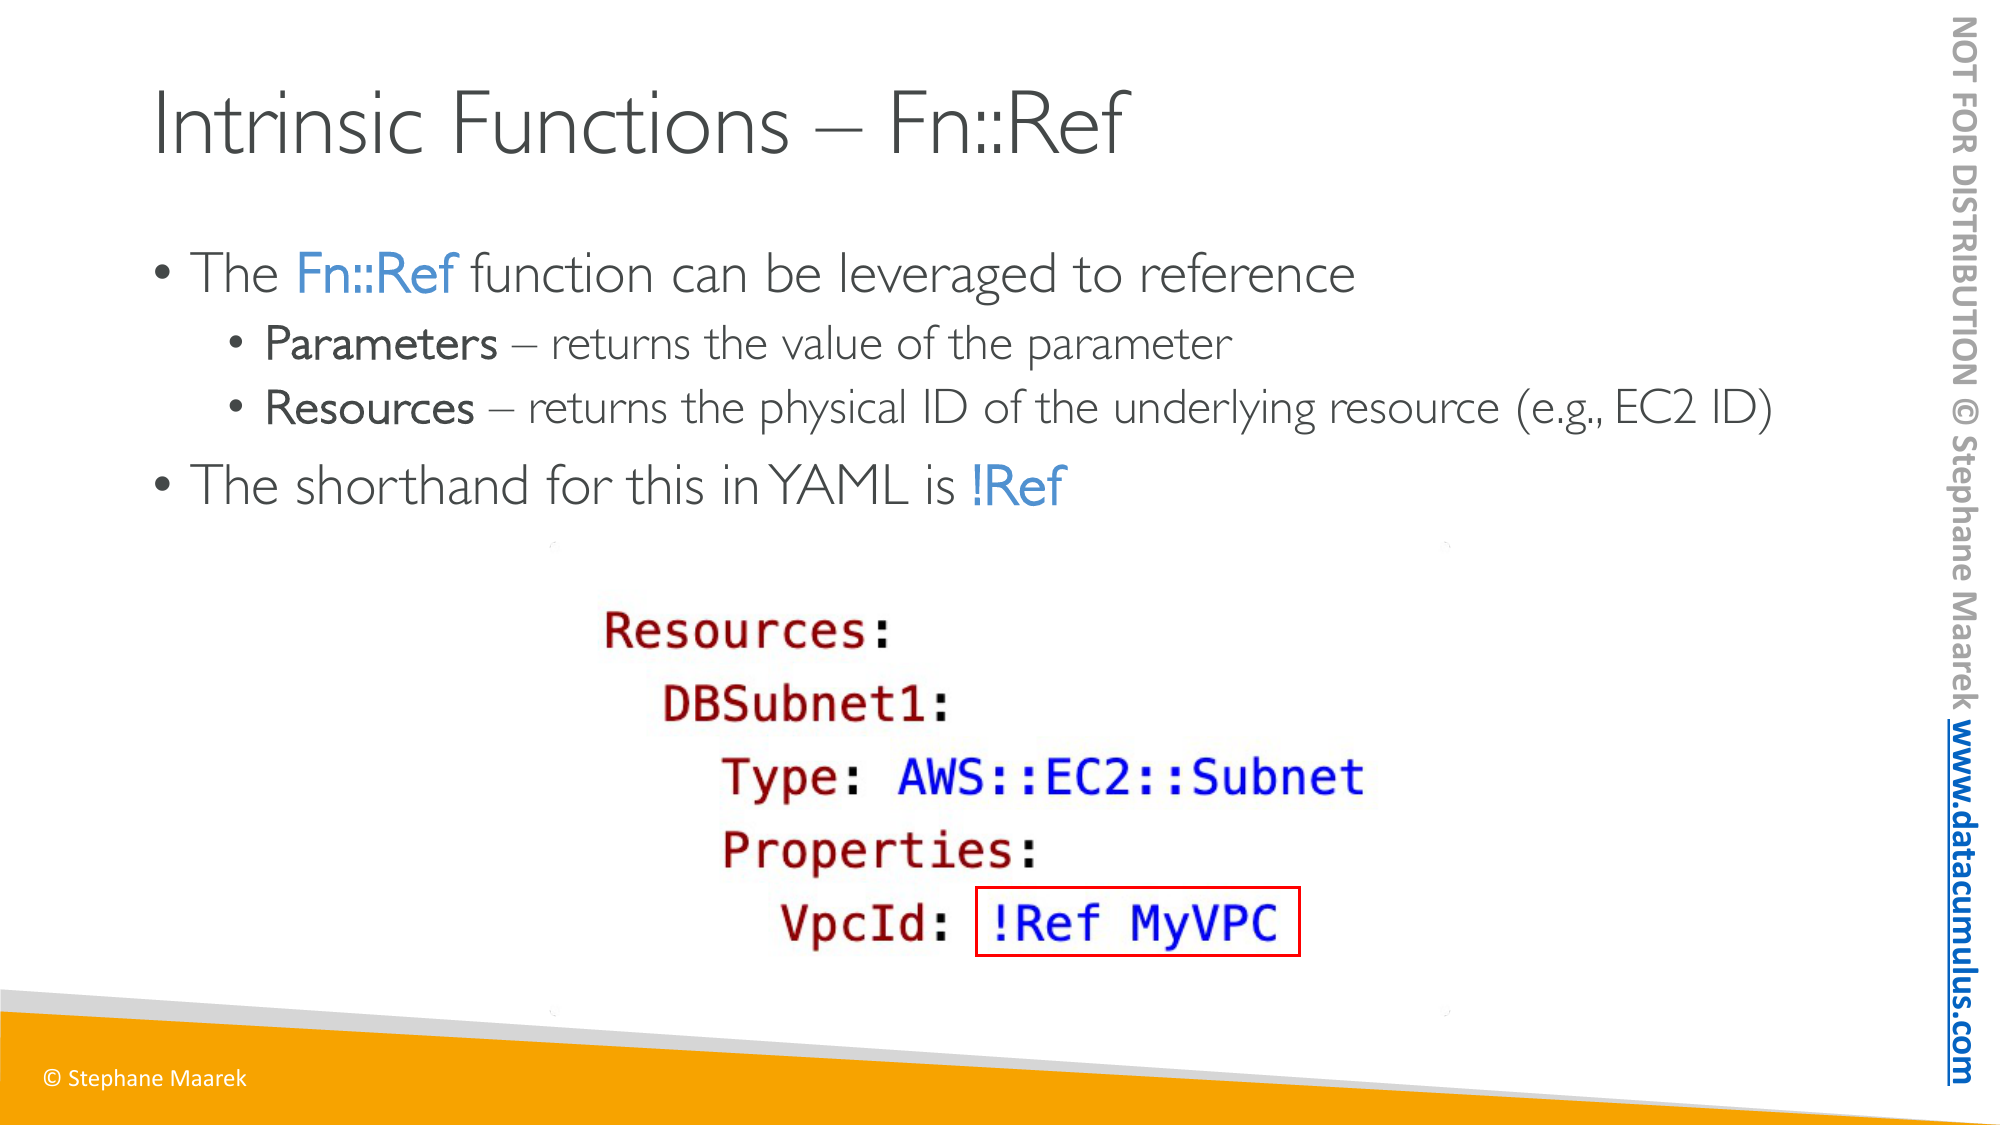 Intrinsic Functions – Fn::Ref
• The Fn::Ref function can be leveraged to reference
• Parameters – returns the value of the parameter
• Resources – returns the physical ID of the underlying resource (e.g., EC2 ID)
• The shorthand for this in YAML is !Ref
Resources:
DBSubnet1:
Type: AWS::EC2::Subnet
Properties:
VpcId: !Ref MyVPC
© Stephane Maarek
NOT FOR DISTRIBUTION © Stephane Maarek www.datacumulus.com